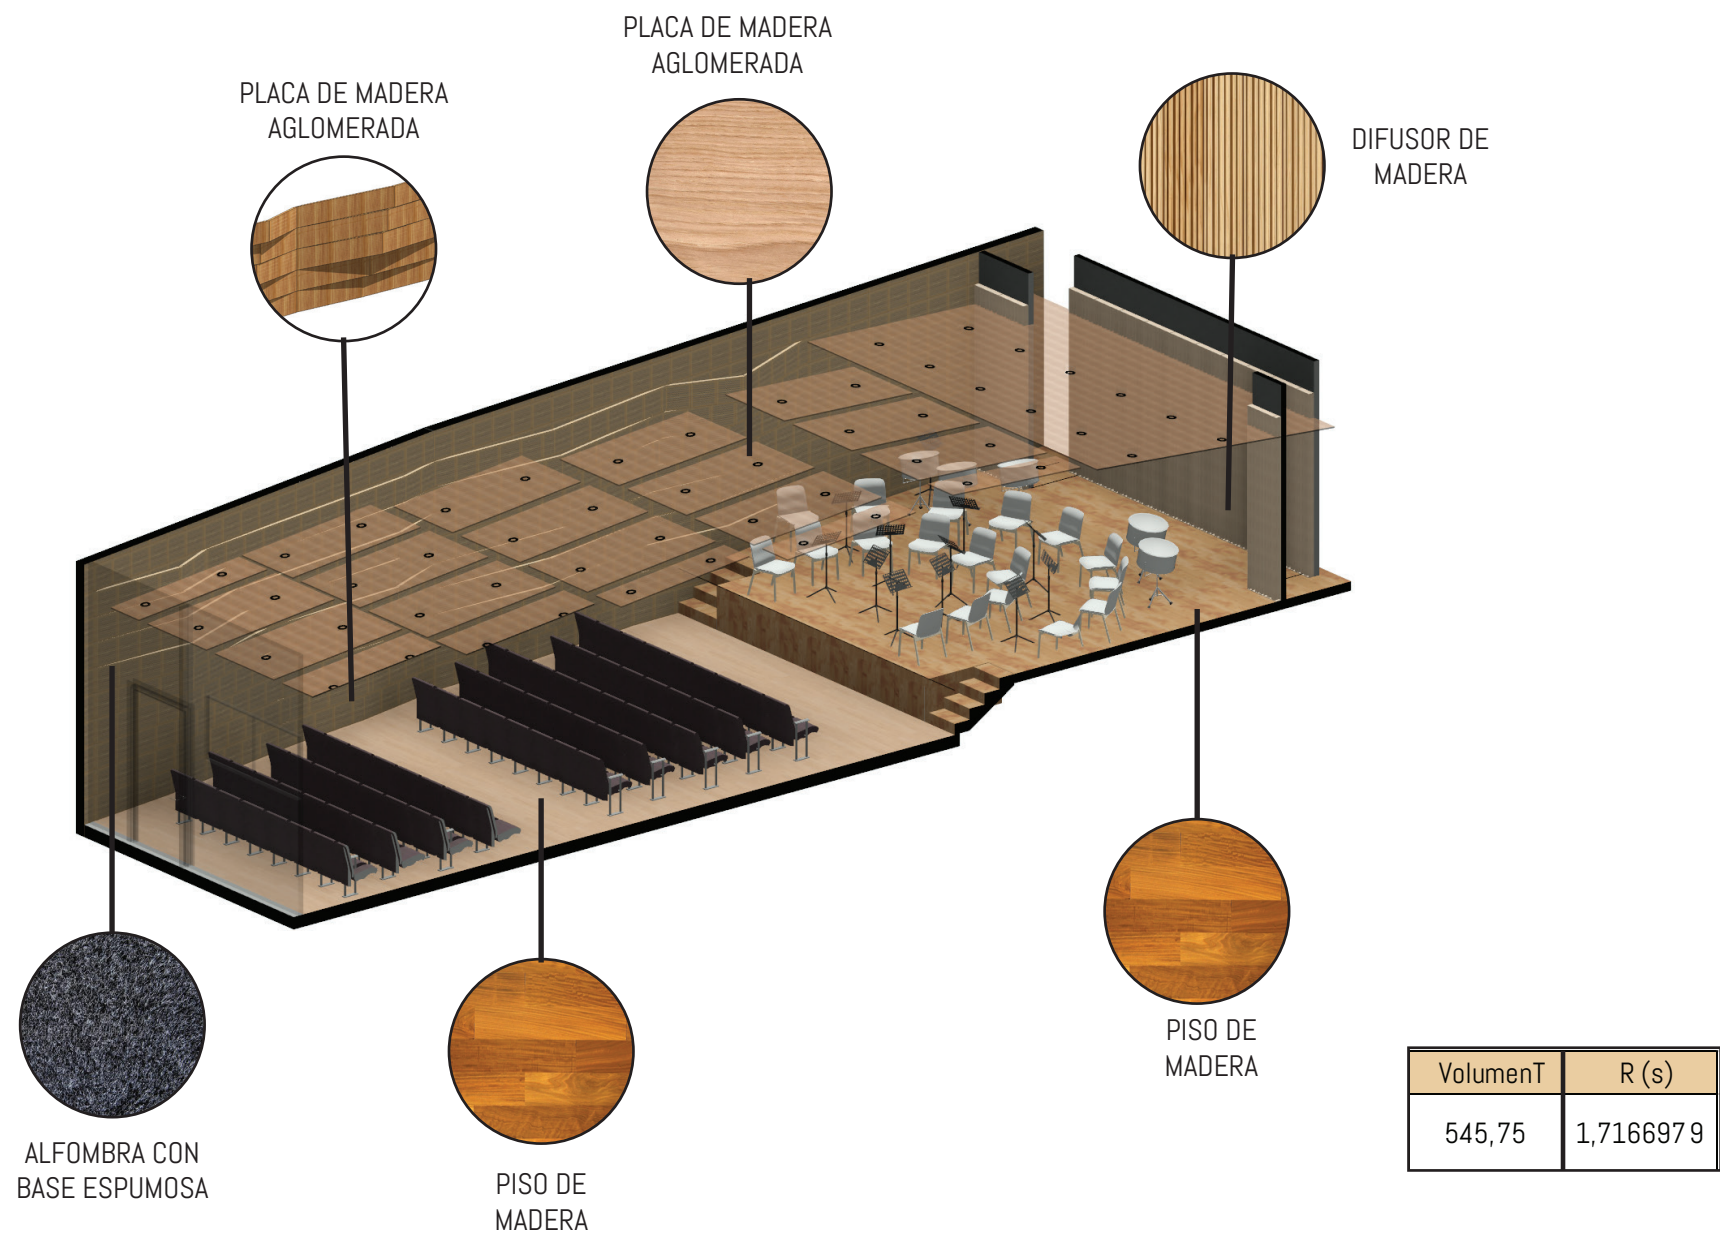 PLACA DE MADERA
AGLOMERADA
PLACA DE MADERA
AGLOMERADA
DIFUSOR DE
MADERA
PISO DE
MADERA
VolumenT R (s)
545,75 1,7166979
ALFOMBRA CON
BASE ESPUMOSA
PISO DE
MADERA